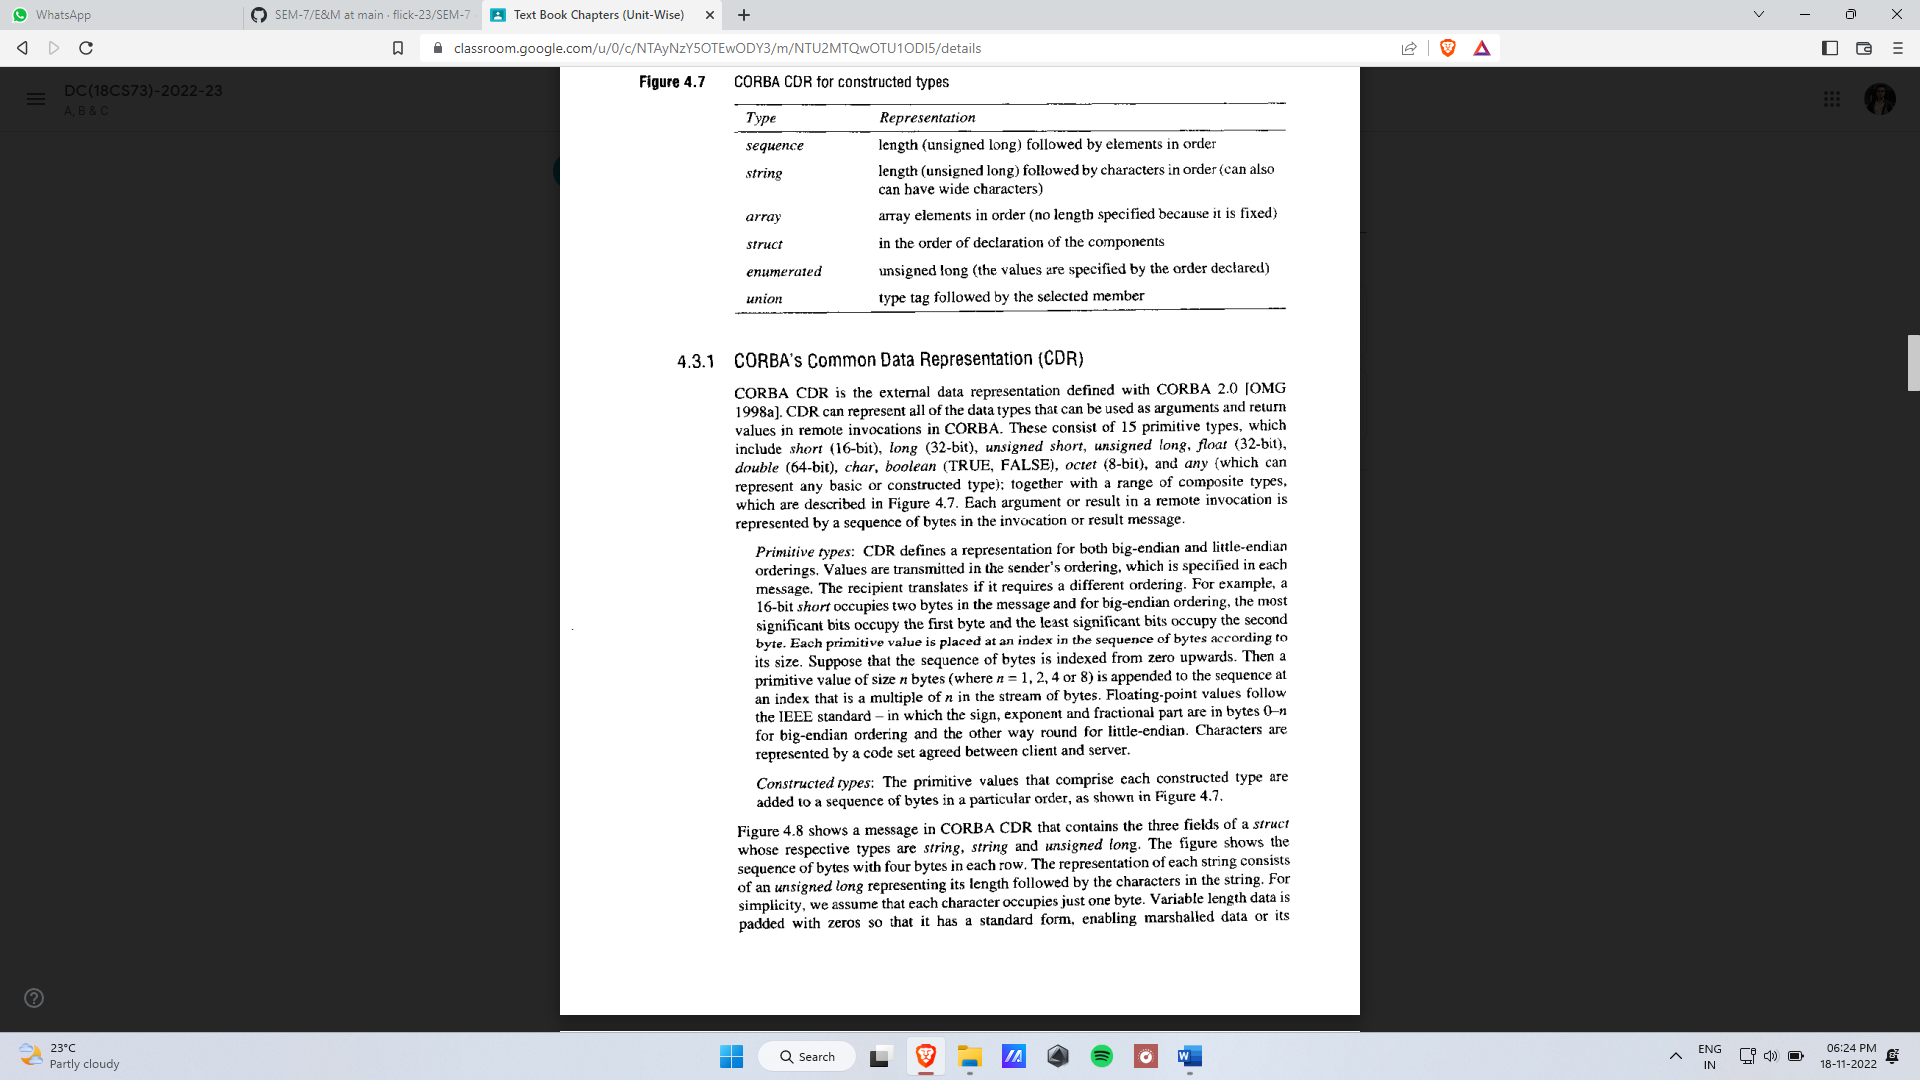 WhatsApp
SEM-7/E&M at main · flick-23/SEM-7
Text Book Chapters (Unit-Wise)
classroom.google.com/u/0/c/NTAyNzY5OTEwODY3/m/NTU2MTQwOTU1ODI5/details
DC(18CS73)-2022-23
A, B & C
Figure 4.7 CORBA CDR for constructed types
Type Representation
sequence length (unsigned long) followed by elements in order
string length (unsigned long) followed by characters in order (can also
can have wide characters)
array array elements in order (no length specified because it is fixed)
struct in the order of declaration of the components
enumerated unsigned long (the values are specified by the order declared)
union type tag followed by the selected member
4.3.1 CORBA's Common Data Representation (CDR)
CORBA CDR is the external data representation defined with CORBA 2.0 [OMG
1998a]. CDR can represent all of the data types that can be used as arguments and return
values in remote invocations in CORBA. These consist of 15 primitive types, which
include short (16-bit), long (32-bit), unsigned short, unsigned long, float (32-bit),
double (64-bit), char, boolean (TRUE, FALSE), octet (8-bit), and any (which can
represent any basic or constructed type); together with a range of composite types,
which are described in Figure 4.7. Each argument or result in a remote invocation is
represented by a sequence of bytes in the invocation or result message.
Primitive types: CDR defines a representation for both big-endian and little-endian
orderings. Values are transmitted in the sender's ordering, which is specified in each
message. The recipient translates if it requires a different ordering. For example, a
16-bit short occupies two bytes in the message and for big-endian ordering, the most
significant bits occupy the first byte and the least significant bits occupy the second
byte. Each primitive value is placed at an index in the sequence of bytes according to
its size. Suppose that the sequence of bytes is indexed from zero upwards. Then a
primitive value of size n bytes (where n = 1, 2, 4 or 8) is appended to the sequence at
an index that is a multiple of n in the stream of bytes. Floating-point values follow
the IEEE standard – in which the sign, exponent and fractional part are in bytes 0–n
for big-endian ordering and the other way round for little-endian. Characters are
represented by a code set agreed between client and server.
Constructed types: The primitive values that comprise each constructed type are
added to a sequence of bytes in a particular order, as shown in Figure 4.7.
Figure 4.8 shows a message in CORBA CDR that contains the three fields of a struct
whose respective types are string, string and unsigned long. The figure shows the
sequence of bytes with four bytes in each row. The representation of each string consists
of an unsigned long representing its length followed by the characters in the string. For
simplicity, we assume that each character occupies just one byte. Variable length data is
padded with zeros so that it has a standard form, enabling marshalled data or its
23°C
Partly cloudy
Search
ENG
IN
06:24 PM
18-11-2022